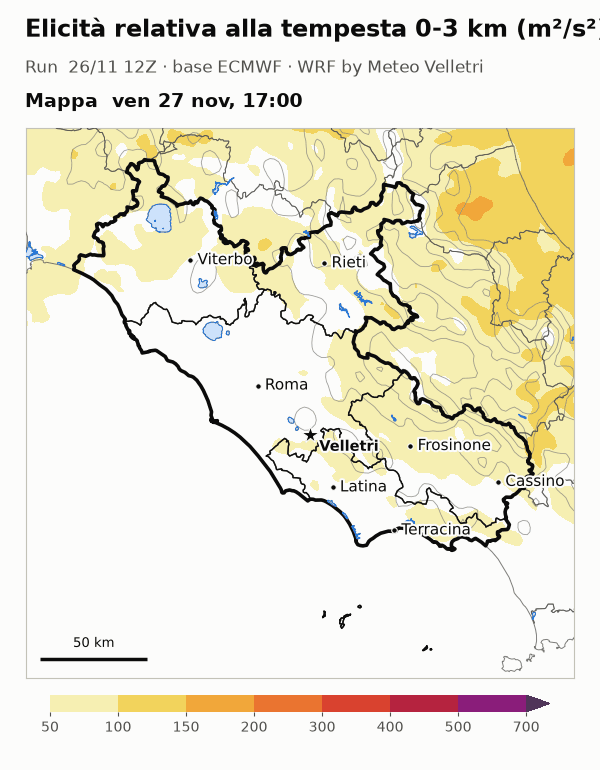 Elicità relativa alla tempesta 0-3 km (m²/s²)
Run  26/11 12Z · base ECMWF · WRF by Meteo Velletri
Mappa  ven 27 nov, 17:00
Viterbo
Rieti
Roma
Velletri
Frosinone
Cassino
Latina
Terracina
50 km
50 100 150 200 300 400 500 700